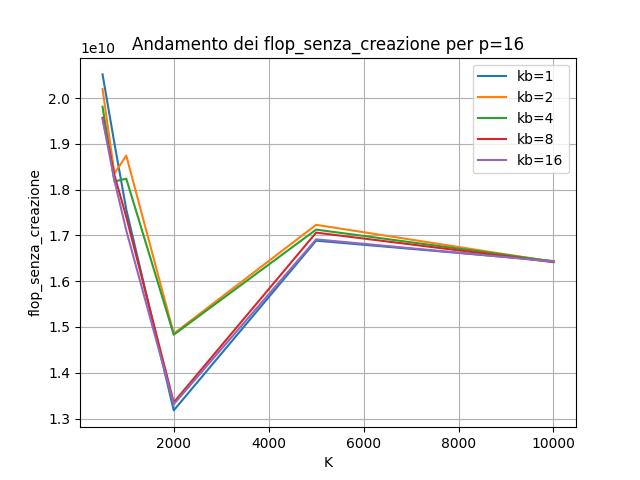 Andamento dei flop_senza_creazione per p=16
1e10
2.0
1.9
1.8
1.7
1.6
1.5
1.4
1.3
flop_senza_creazione
kb=1
kb=2
kb=4
kb=8
kb=16
2000 4000 6000 8000 10000
K